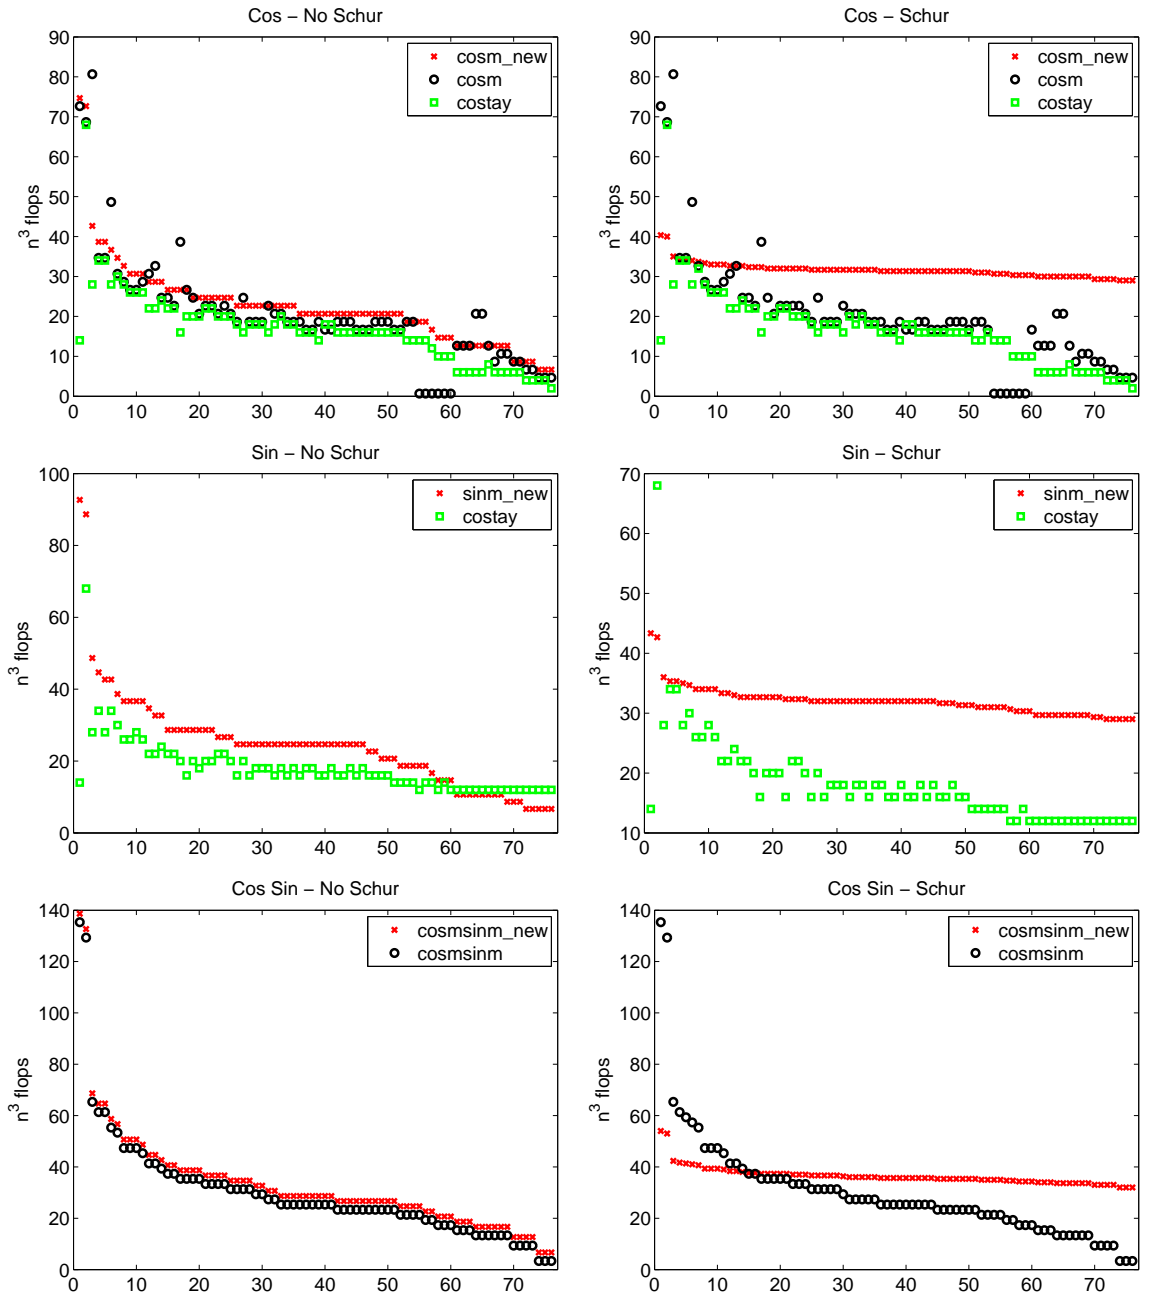 Cos – No Schur
90
80
70
60
50
40
30
20
10
0
n³ flops
cosm_new
cosm
costay
0 10 20 30 40 50 60 70
Cos – Schur
90
80
70
60
50
40
30
20
10
0
n³ flops
cosm_new
cosm
costay
0 10 20 30 40 50 60 70
Sin – No Schur
100
80
60
40
20
0
n³ flops
sinm_new
costay
0 10 20 30 40 50 60 70
Sin – Schur
70
60
50
40
30
20
10
n³ flops
sinm_new
costay
0 10 20 30 40 50 60 70
Cos Sin – No Schur
140
120
100
80
60
40
20
0
n³ flops
cosmsinm_new
cosmsinm
0 10 20 30 40 50 60 70
Cos Sin – Schur
140
120
100
80
60
40
20
0
n³ flops
cosmsinm_new
cosmsinm
0 10 20 30 40 50 60 70